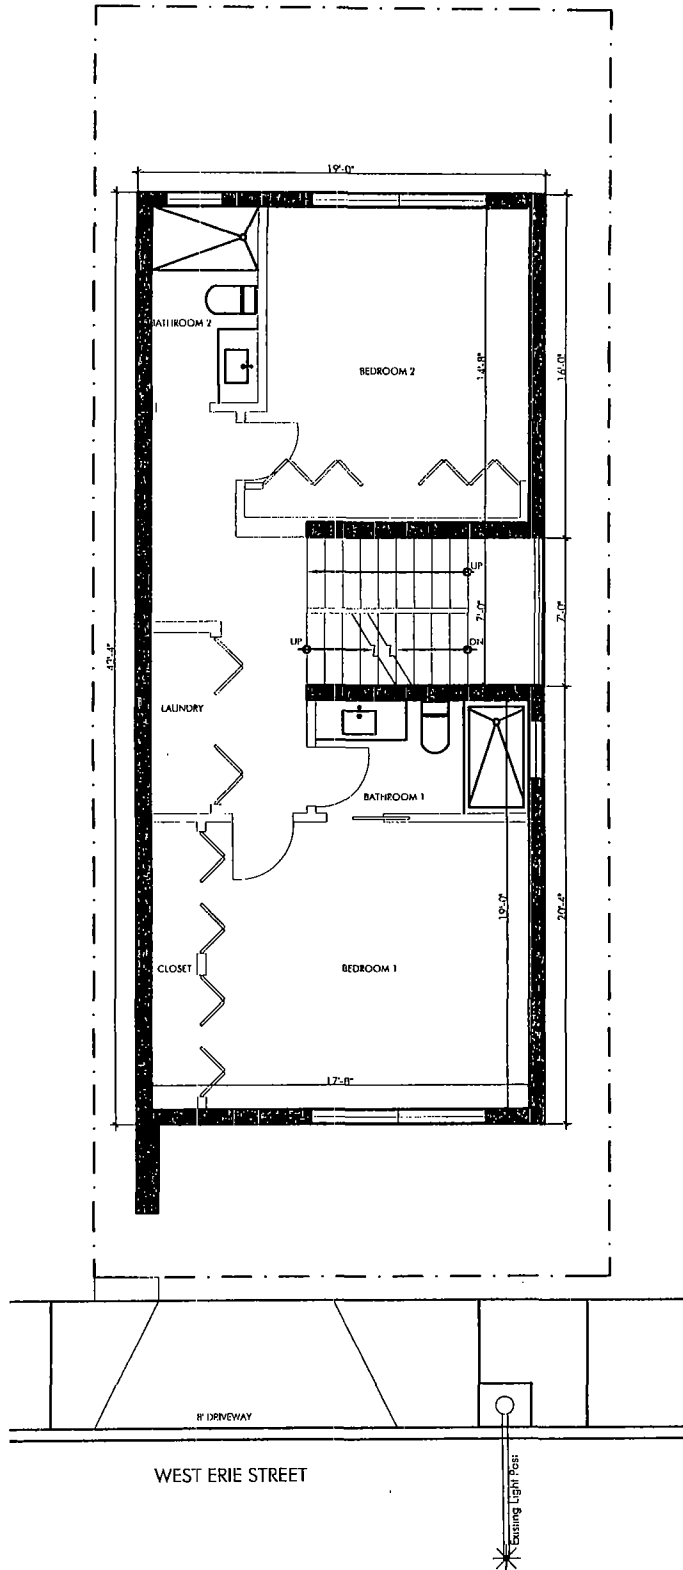 19'-0"
BATHROOM 2
BEDROOM 2
14'-8"
16'-0"
UP
7'-0"
7'-0"
UP
DN
43'-4"
LAUNDRY
BATHROOM 1
19'-0"
20'-4"
CLOSET
BEDROOM 1
17'-8"
8' DRIVEWAY
WEST ERIE STREET
Existing Light Post